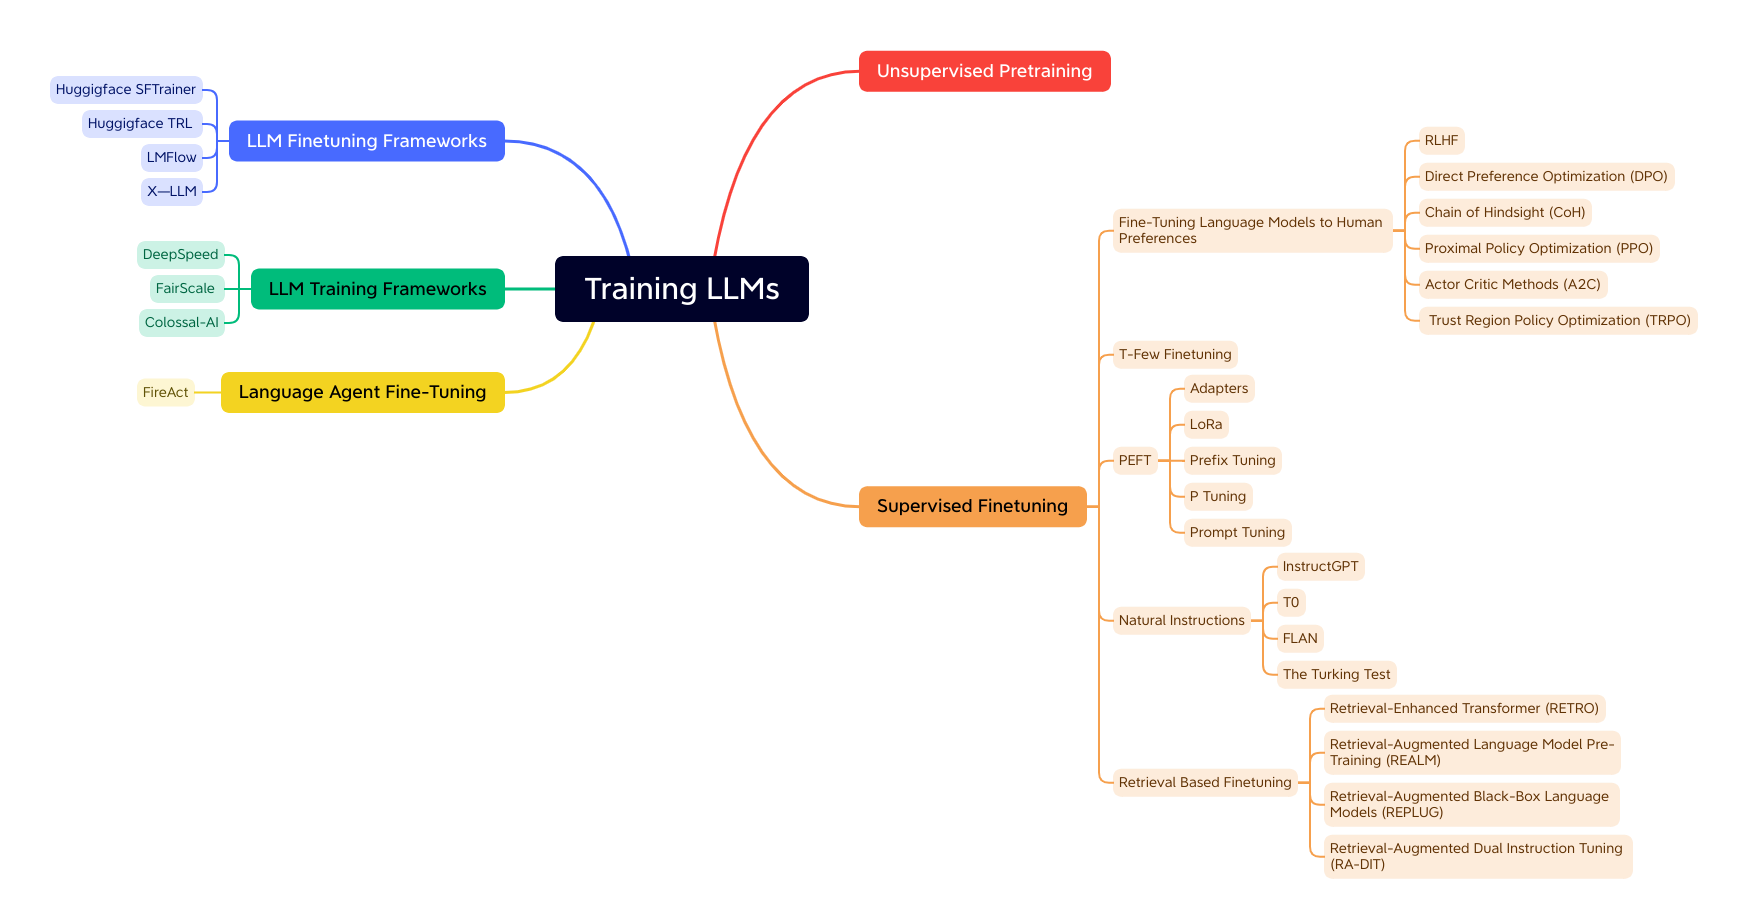 Training LLMs
Unsupervised Pretraining
LLM Finetuning Frameworks
Huggigface SFTrainer
Huggigface TRL
LMFlow
X—LLM
LLM Training Frameworks
DeepSpeed
FairScale
Colossal-AI
Language Agent Fine-Tuning
FireAct
Supervised Finetuning
Fine-Tuning Language Models to Human
Preferences
RLHF
Direct Preference Optimization (DPO)
Chain of Hindsight (CoH)
Proximal Policy Optimization (PPO)
Actor Critic Methods (A2C)
Trust Region Policy Optimization (TRPO)
T-Few Finetuning
PEFT
Adapters
LoRa
Prefix Tuning
P Tuning
Prompt Tuning
Natural Instructions
InstructGPT
T0
FLAN
The Turking Test
Retrieval Based Finetuning
Retrieval-Enhanced Transformer (RETRO)
Retrieval-Augmented Language Model Pre-
Training (REALM)
Retrieval-Augmented Black-Box Language
Models (REPLUG)
Retrieval-Augmented Dual Instruction Tuning
(RA-DIT)